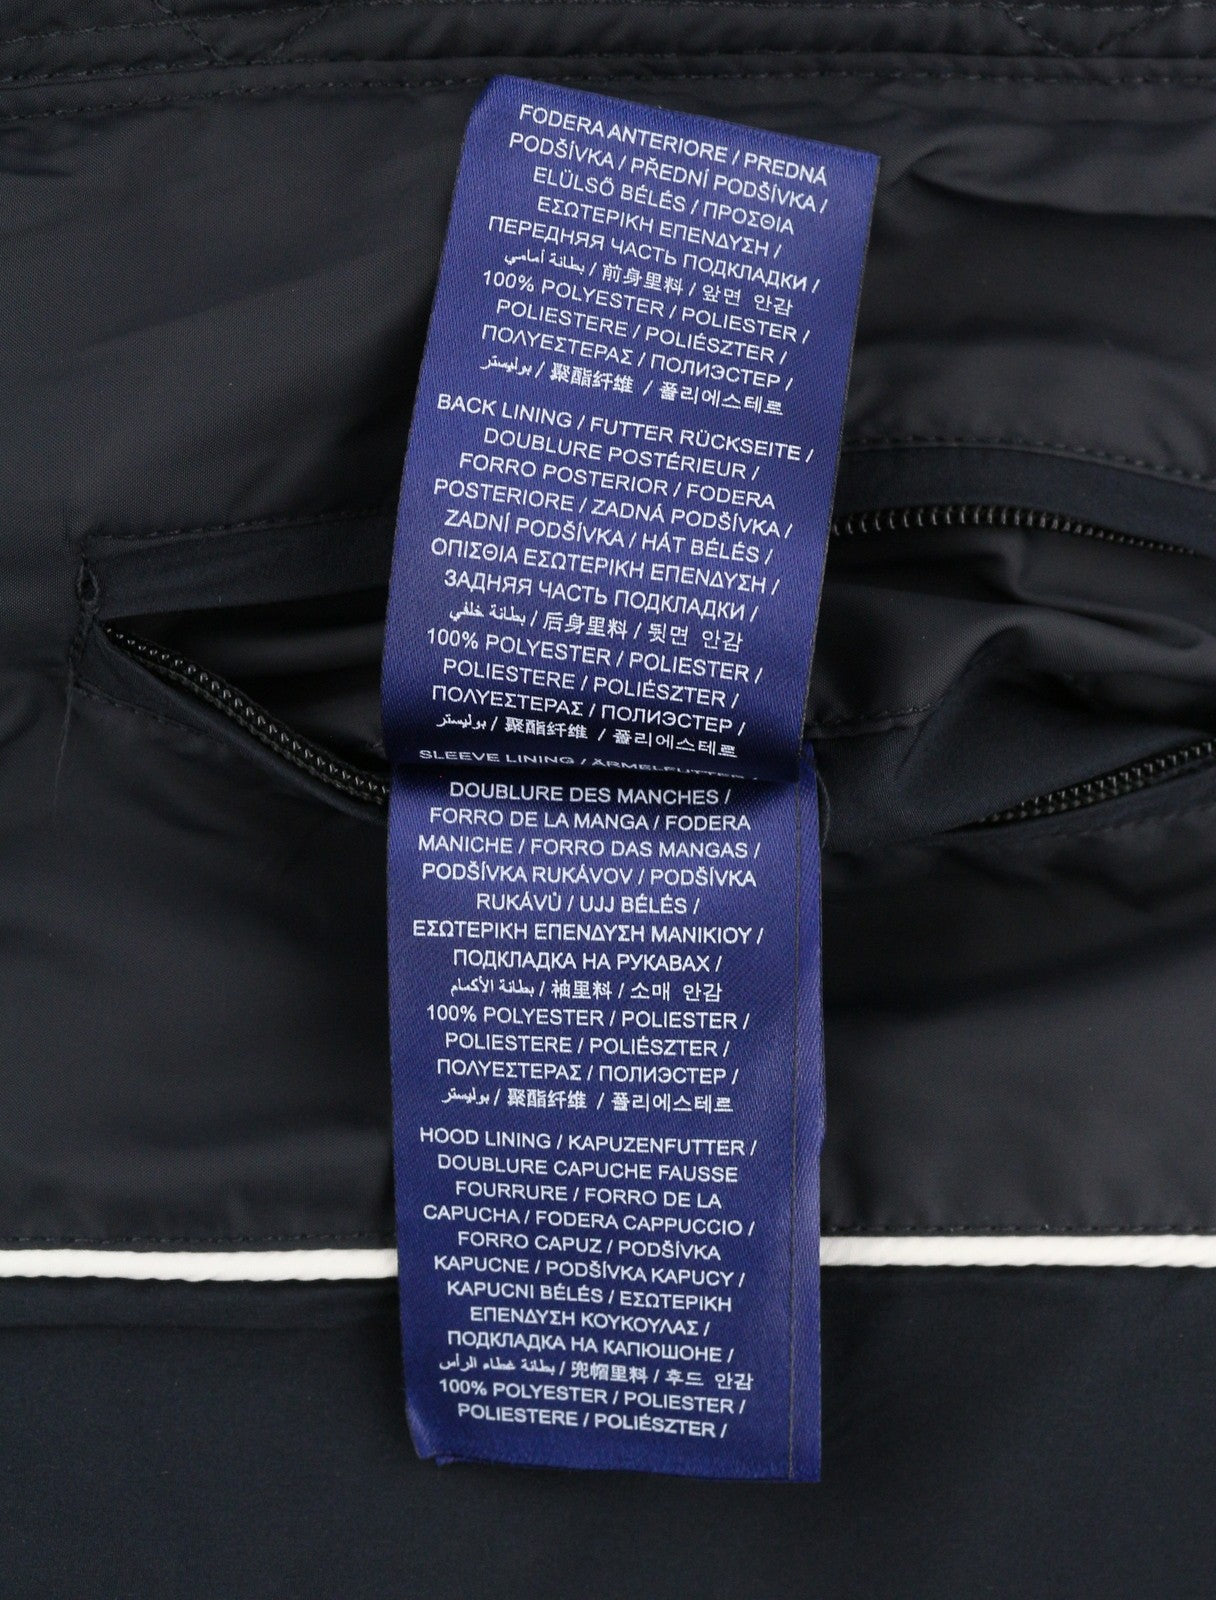 FODERA ANTERIORE / PREDNÁ
PODŠÍVKA / PŘEDNÍ PODŠÍVKA /
ELÜLSŐ BÉLÉS / ΠΡΟΣΘΙΑ
ΕΣΩΤΕΡΙΚΗ ΕΠΕΝΔΥΣΗ /
ПЕРЕДНЯЯ ЧАСТЬ ПОДКЛАДКИ /
بطانة أمامي / 前身里料 / 앞면 안감
100% POLYESTER / POLIESTER /
POLIESTERE / POLIÉSZTER /
ΠΟΛΥΕΣΤΕΡΑΣ / ПОЛИЭСТЕР /
بوليستر / 聚酯纤维 / 폴리에스테르
BACK LINING / FUTTER RÜCKSEITE /
DOUBLURE POSTÉRIEUR /
FORRO POSTERIOR / FODERA
POSTERIORE / ZADNÁ PODŠÍVKA /
ZADNÍ PODŠÍVKA / HÁT BÉLÉS /
ΟΠΙΣΘΙΑ ΕΣΩΤΕΡΙΚΗ ΕΠΕΝΔΥΣΗ /
ЗАДНЯЯ ЧАСТЬ ПОДКЛАДКИ /
بطانة خلفي / 后身里料 / 뒷면 안감
100% POLYESTER / POLIESTER /
POLIESTERE / POLIÉSZTER /
ΠΟΛΥΕΣΤΕΡΑΣ / ПОЛИЭСТЕР /
بوليستر / 聚酯纤维 / 폴리에스테르
SLEEVE LINING / ÄRMELFUTTER /
DOUBLURE DES MANCHES /
FORRO DE LA MANGA / FODERA
MANICHE / FORRO DAS MANGAS /
PODŠÍVKA RUKÁVOV / PODŠÍVKA
RUKÁVŮ / UJJ BÉLÉS /
ΕΣΩΤΕΡΙΚΗ ΕΠΕΝΔΥΣΗ ΜΑΝΙΚΙΟΥ /
ПОДКЛАДКА НА РУКАВАХ /
بطانة الأكمام / 袖里料 / 소매 안감
100% POLYESTER / POLIESTER /
POLIESTERE / POLIÉSZTER /
ΠΟΛΥΕΣΤΕΡΑΣ / ПОЛИЭСТЕР /
بوليستر / 聚酯纤维 / 폴리에스테르
HOOD LINING / KAPUZENFUTTER /
DOUBLURE CAPUCHE FAUSSE
FOURRURE / FORRO DE LA
CAPUCHA / FODERA CAPPUCCIO /
FORRO CAPUZ / PODŠÍVKA
KAPUCNE / PODŠÍVKA KAPUCY /
KAPUCNI BÉLÉS / ΕΣΩΤΕΡΙΚΗ
ΕΠΕΝΔΥΣΗ ΚΟΥΚΟΥΛΑΣ /
ПОДКЛАДКА НА КАПЮШОНЕ /
بطانة غطاء الرأس / 兜帽里料 / 후드 안감
100% POLYESTER / POLIESTER /
POLIESTERE / POLIÉSZTER /